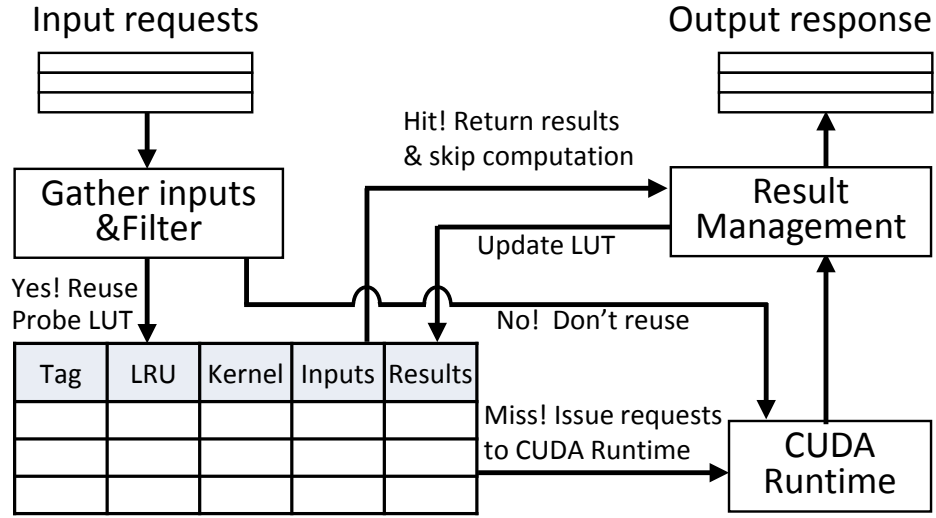 Input requests
Output response
Hit! Return results
& skip computation
Gather inputs
&Filter
Result
Management
Update LUT
Yes! Reuse
Probe LUT
No!  Don't reuse
Tag LRU Kernel Inputs Results
Miss! Issue requests
to CUDA Runtime
CUDA
Runtime